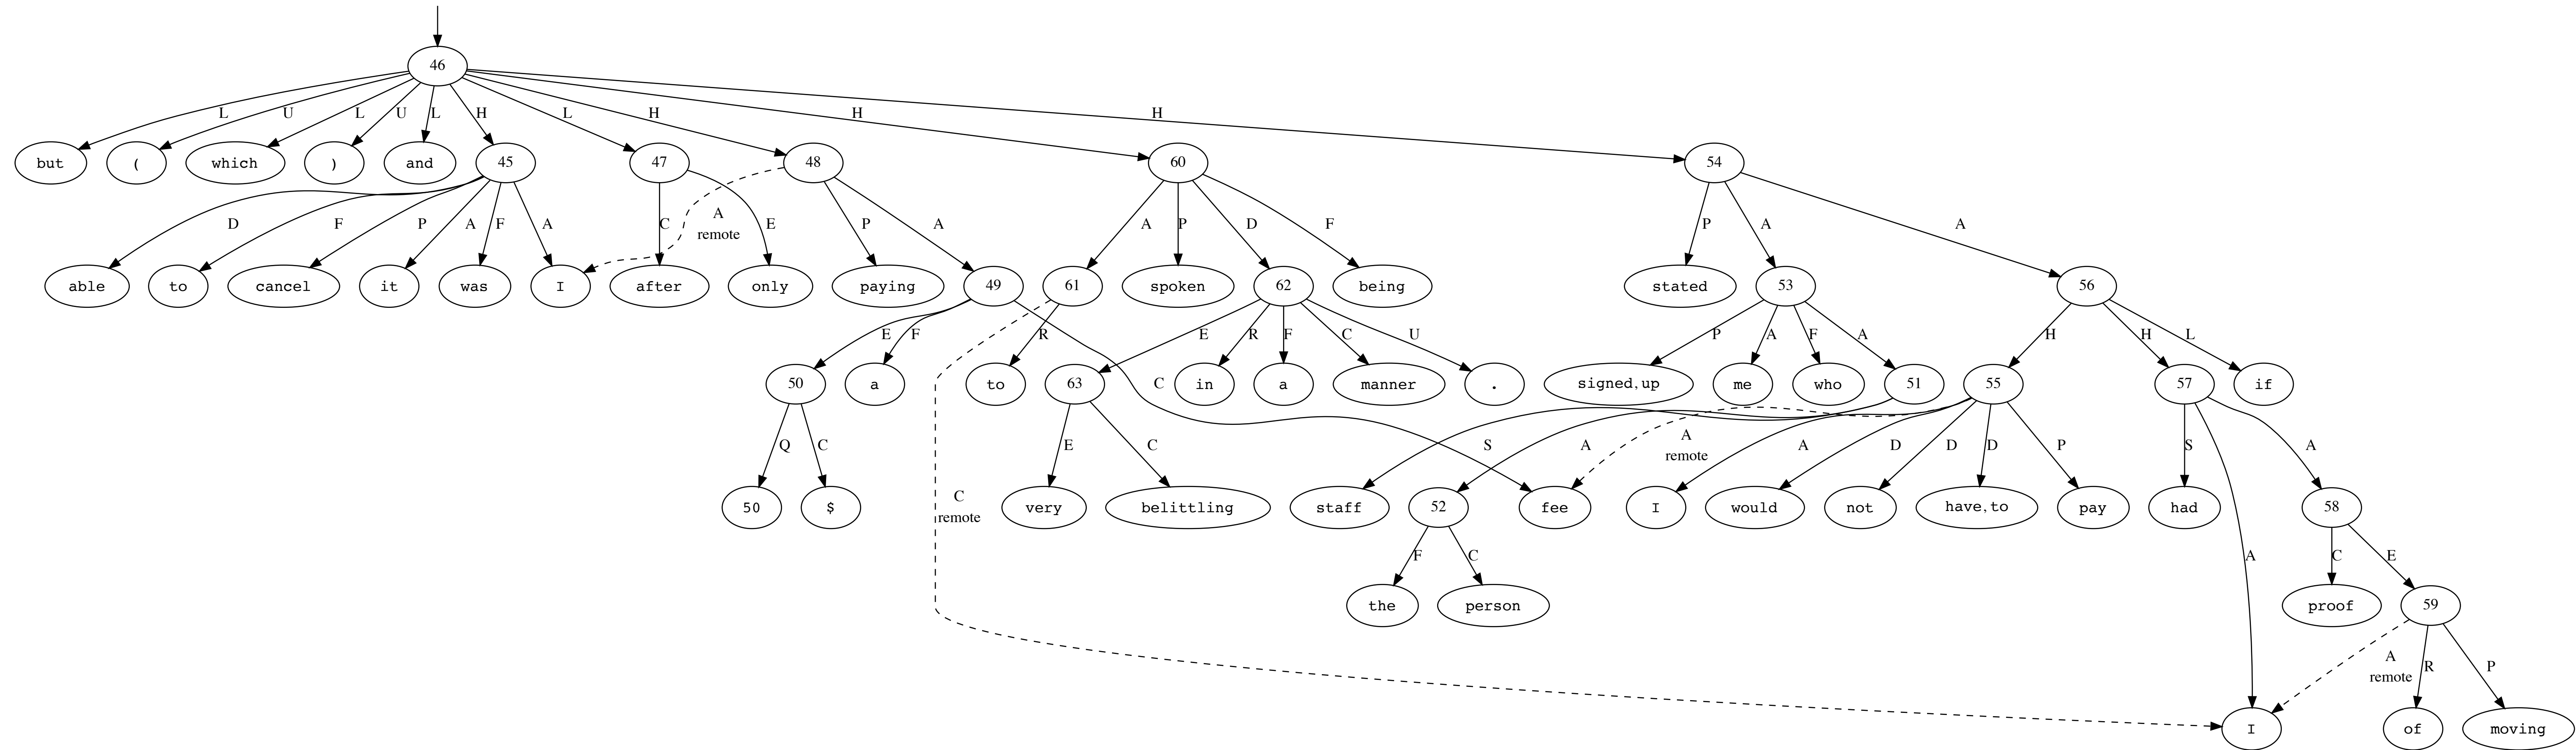 46
L U L U L H L H H H
but ( which ) and 45 47 48 60 54
D F P A F A C A remote E P A A P D F P A A
able to cancel it was I after only paying 49 61 spoken 62 being stated 53 56
E F C R E R F C U P A F A H H L
50 a to 63 in a manner . signed,up me who 51 55 57 if
Q C C remote E C S A A remote A D D D P S A A
50 $ very belittling staff 52 fee I would not have,to pay had 58
F C C E
the person proof 59
A remote R P
I of moving